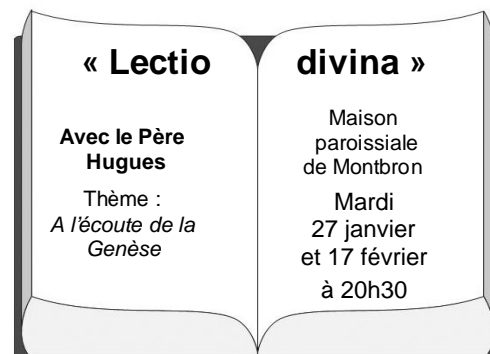 « Lectio divina »
Avec le Père
Hugues
Thème :
A l'écoute de la
Genèse
Maison
paroissiale
de Montbron
Mardi
27 janvier
et 17 février
à 20h30